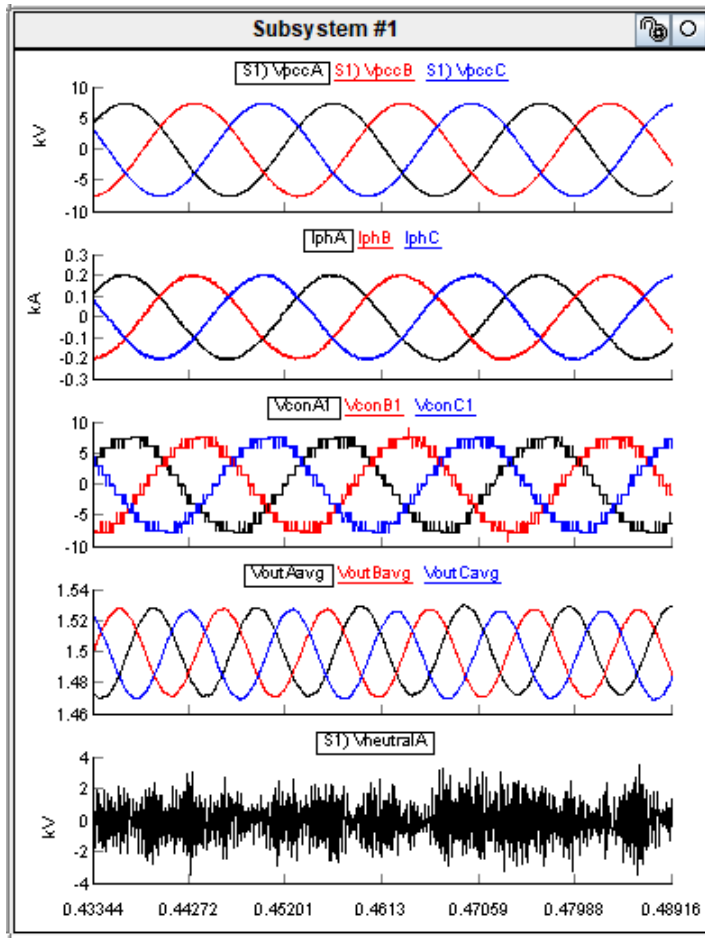 Subsystem #1
S1) VpccA S1) VpccB S1) VpccC
10
5
kV
0
-5
-10
IphA IphB IphC
0.3
0.2
0.1
kA
0
-0.1
-0.2
-0.3
VconA1 VconB1 VconC1
10
5
0
-5
-10
VoutAavg VoutBavg VoutCavg
1.54
1.52
1.5
1.48
1.46
S1) VneutralA
4
2
kV
0
-2
-4
0.43344 0.44272 0.45201 0.4613 0.47059 0.47988 0.48916